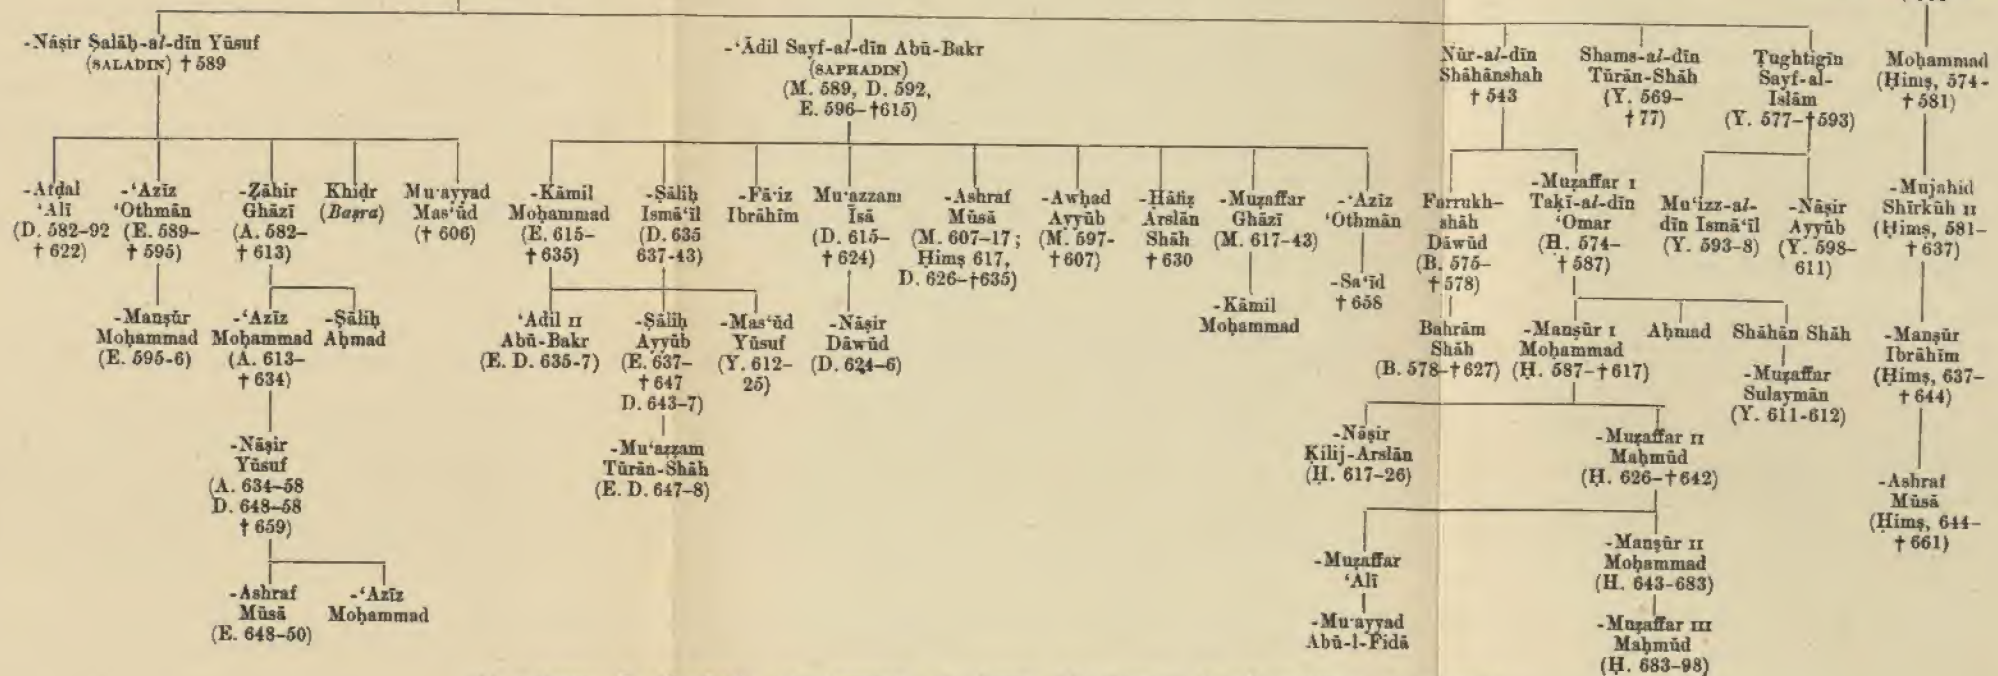 -Nāṣir Ṣalāḥ-al-dīn Yūsuf
(SALADIN) † 589
-‘Ādil Sayf-al-dīn Abū-Bakr
(SAPHADIN)
(M. 589, D. 592,
E. 596–†615)
Nūr-al-dīn
Shāhānshah
† 543
Shams-al-dīn
Tūrān-Shāh
(Y. 569–
†77)
Ṭughtigīn
Sayf-al-
Islām
(Y. 577–†593)
Moḥammad
(Ḥimṣ, 574-
†581)
-Afḍal
‘Alī
(D. 582–92
† 622)
-‘Azīz
‘Othmān
(E. 589–
† 595)
-Ẓāhir
Ghāzī
(A. 582–
† 613)
Khiḍr
(Baṣra)
Mu’ayyad
Mas‘ūd
(† 606)
-Kāmil
Moḥammad
(E. 615–
† 635)
-Ṣāliḥ
Ismā‘īl
(D. 635
637-43)
-Fā’iz
Ibrāhīm
Mu‘aẓẓam
Īsā
(D. 615–
† 624)
-Ashraf
Mūsā
(M. 607–17;
Ḥimṣ 617,
D. 626–†635)
-Awḥad
Ayyūb
(M. 597-
†607)
-Ḥāfiẓ
Arslān
Shāh
† 630
-Muẓaffar
Ghāzī
(M. 617-43)
-‘Azīz
‘Othmān
Farrukh-
shāh
Dāwūd
(B. 575–
†578)
-Muẓaffar I
Taḳī-al-dīn
‘Omar
(Ḥ. 574–
† 587)
Mu‘izz-al-
dīn Ismā‘īl
(Y. 593–8)
-Nāṣir
Ayyūb
(Y. 598–
611)
-Mujahid
Shīrkūh II
(Ḥimṣ, 581-
† 637)
-Manṣūr
Moḥammad
(E. 595-6)
-‘Azīz
Moḥammad
(A. 613–
† 634)
-Ṣāliḥ
Aḥmad
‘Adil II
Abū-Bakr
(E. D. 635-7)
-Ṣāliḥ
Ayyūb
(E. 637–
† 647
D. 643–7)
-Mas‘ūd
Yūsuf
(Y. 612–
25)
-Nāṣir
Dāwūd
(D. 624–6)
-Kāmil
Moḥammad
-Sa‘īd
† 658
Bahrām
Shāh
(B. 578–†627)
-Manṣūr I
Moḥammad
(Ḥ. 587–†617)
Aḥmad
Shāhān Shāh
-Muẓaffar
Sulaymān
(Y. 611-612)
-Manṣūr
Ibrāhīm
(Ḥimṣ, 637–
† 644)
-Nāṣir
Yūsuf
(A. 634–58
D. 648–58
† 659)
-Mu‘aẓẓam
Tūrān-Shāh
(E. D. 647–8)
-Nāṣir
Ḳilij-Arslān
(Ḥ. 617–26)
-Muẓaffar II
Maḥmūd
(Ḥ. 626–†642)
-Ashraf
Mūsā
(Ḥimṣ, 644–
† 661)
-Ashraf
Mūsā
(E. 648–50)
-‘Azīz
Moḥammad
-Muẓaffar
‘Alī
-Manṣūr II
Moḥammad
(Ḥ. 643-683)
-Mu’ayyad
Abū-l-Fidā
-Muẓaffar III
Maḥmūd
(Ḥ. 683–98)